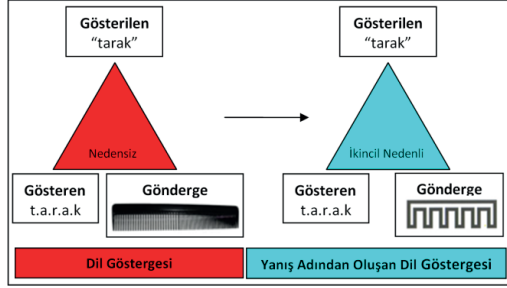 Gösterilen
“tarak”
Gösterilen
“tarak”
Nedensiz
İkincil Nedenli
Gösteren
t.a.r.a.k
Gönderge
Gösteren
t.a.r.a.k
Gönderge
Dil Göstergesi
Yanış Adından Oluşan Dil Göstergesi